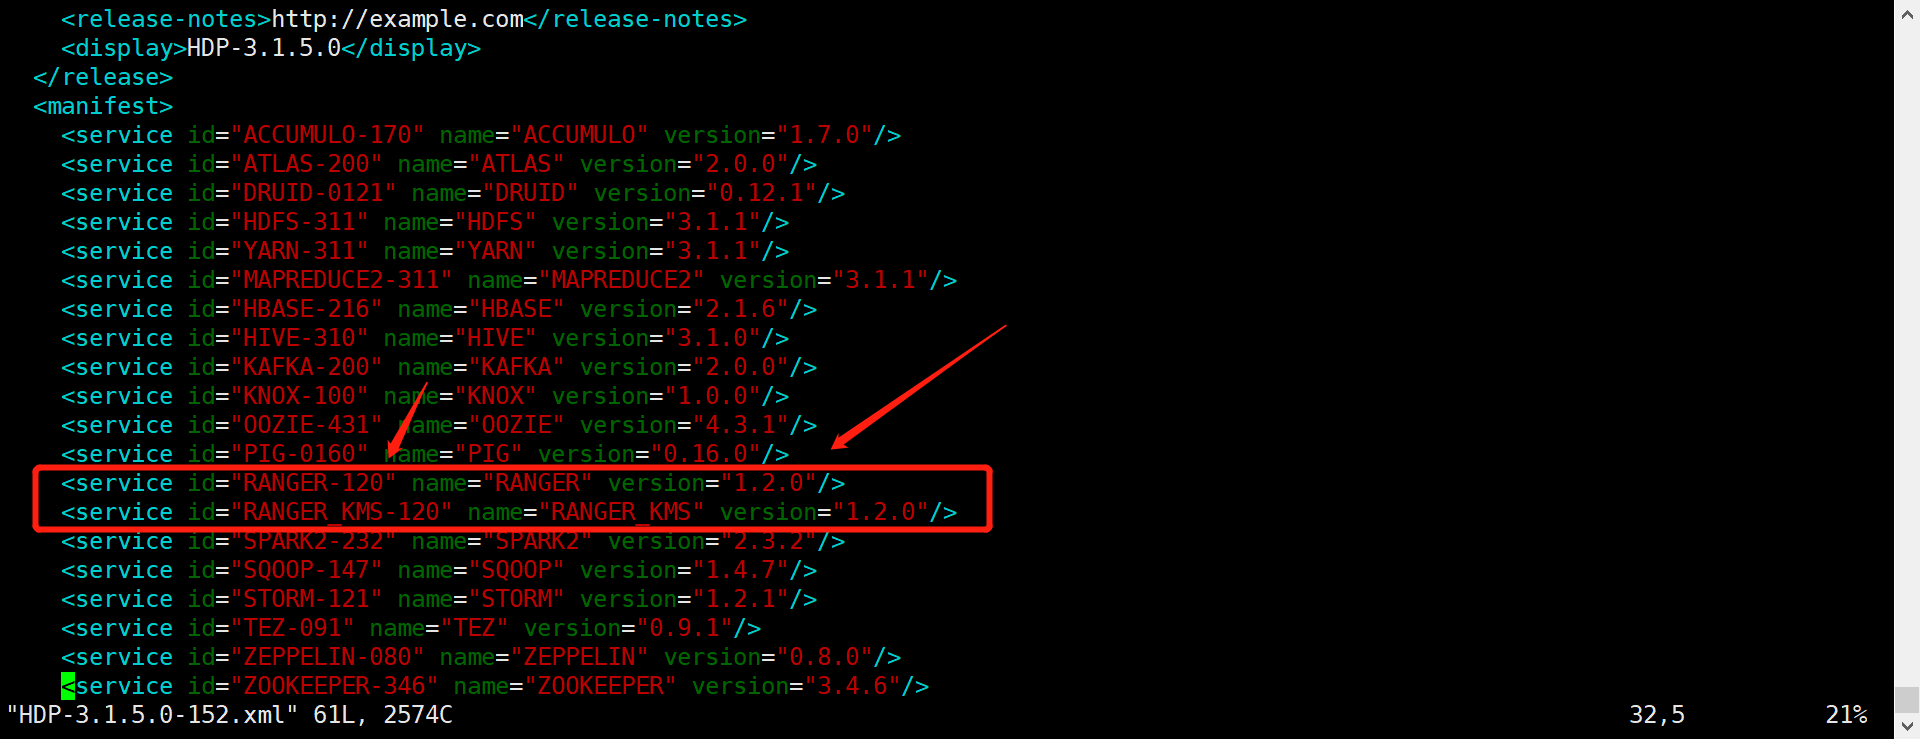 <release-notes>http://example.com</release-notes>
<display>HDP-3.1.5.0</display>
</release>
<manifest>
<service id="ACCUMULO-170" name="ACCUMULO" version="1.7.0"/>
<service id="ATLAS-200" name="ATLAS" version="2.0.0"/>
<service id="DRUID-0121" name="DRUID" version="0.12.1"/>
<service id="HDFS-311" name="HDFS" version="3.1.1"/>
<service id="YARN-311" name="YARN" version="3.1.1"/>
<service id="MAPREDUCE2-311" name="MAPREDUCE2" version="3.1.1"/>
<service id="HBASE-216" name="HBASE" version="2.1.6"/>
<service id="HIVE-310" name="HIVE" version="3.1.0"/>
<service id="KAFKA-200" name="KAFKA" version="2.0.0"/>
<service id="KNOX-100" name="KNOX" version="1.0.0"/>
<service id="OOZIE-431" name="OOZIE" version="4.3.1"/>
<service id="PIG-0160" name="PIG" version="0.16.0"/>
<service id="RANGER-120" name="RANGER" version="1.2.0"/>
<service id="RANGER_KMS-120" name="RANGER_KMS" version="1.2.0"/>
<service id="SPARK2-232" name="SPARK2" version="2.3.2"/>
<service id="SQOOP-147" name="SQOOP" version="1.4.7"/>
<service id="STORM-121" name="STORM" version="1.2.1"/>
<service id="TEZ-091" name="TEZ" version="0.9.1"/>
<service id="ZEPPELIN-080" name="ZEPPELIN" version="0.8.0"/>
<service id="ZOOKEEPER-346" name="ZOOKEEPER" version="3.4.6"/>
"HDP-3.1.5.0-152.xml" 61L, 2574C 32,5 21%